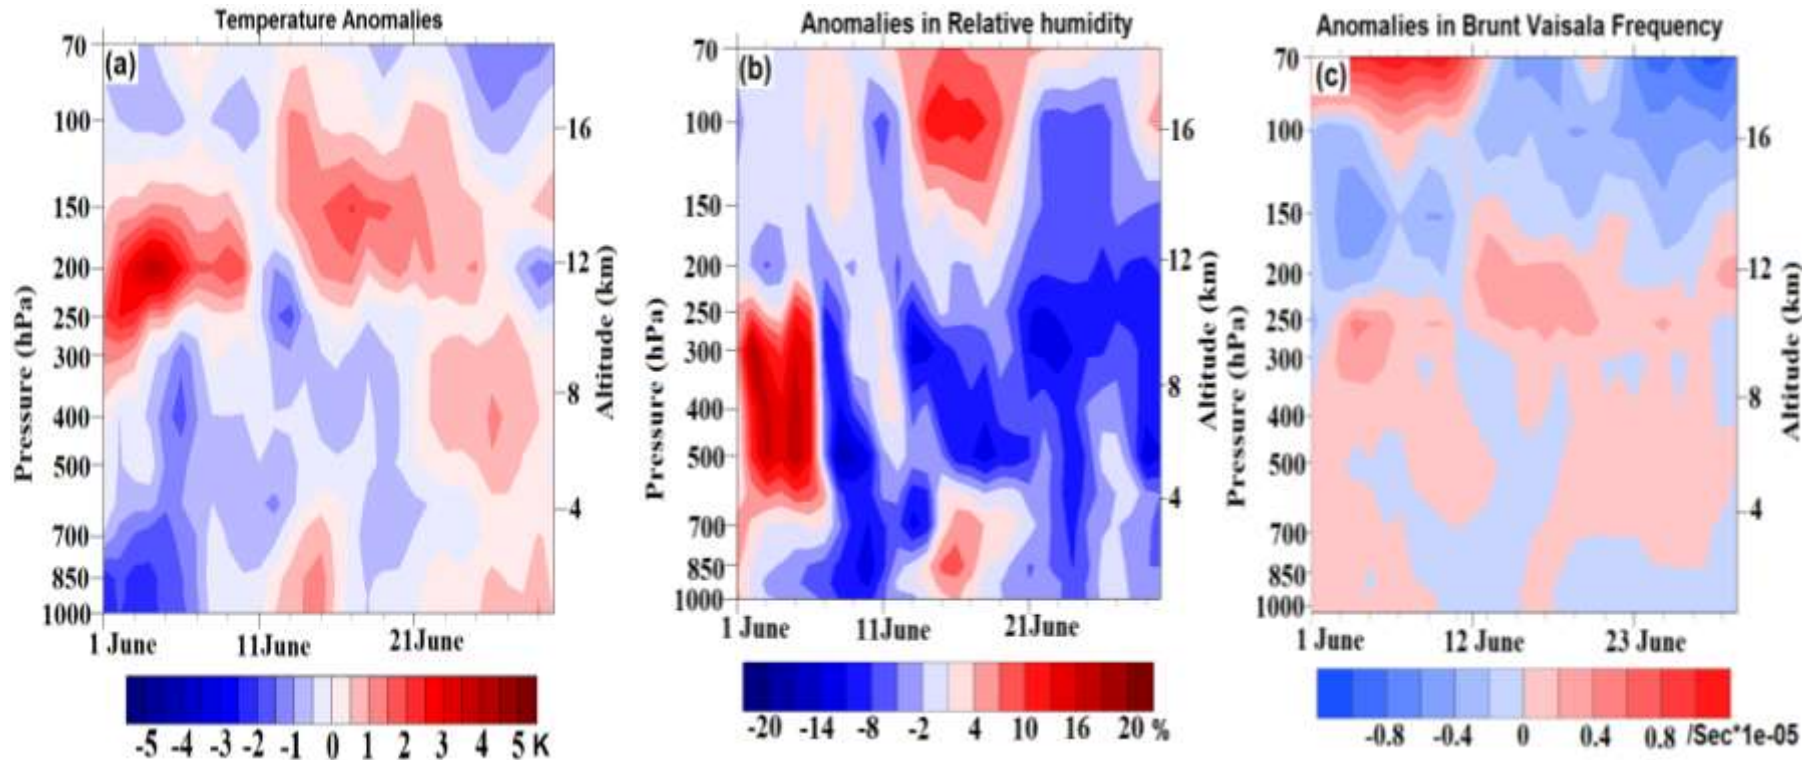 Temperature Anomalies
(a)
70
100
150
200
250
300
400
500
700
850
1000
Pressure (hPa)
16
12
8
4
Altitude (km)
1 June
11June
21June
-5 -4 -3 -2 -1 0 1 2 3 4 5 K
Anomalies in Relative humidity
(b)
70
100
150
200
250
300
400
500
700
850
1000
Pressure (hPa)
16
12
8
4
Altitude (km)
1 June
11June
21June
-20 -14 -8 -2 4 10 16 20 %
Anomalies in Brunt Vaisala Frequency
(c)
70
100
150
200
250
300
400
500
700
850
1000
Pressure (hPa)
16
12
8
4
Altitude (km)
1 June
12 June
23 June
-0.8 -0.4 0 0.4 0.8 /Sec*1e-05